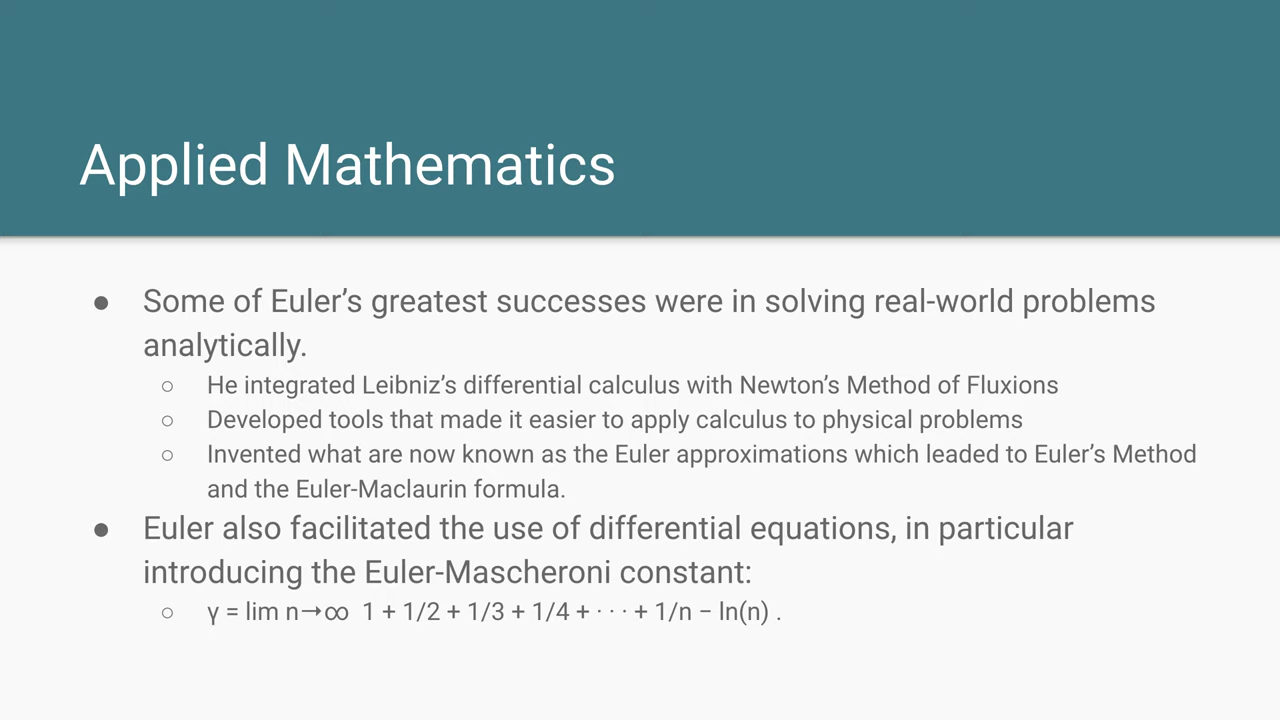 Applied Mathematics
● Some of Euler’s greatest successes were in solving real-world problems
analytically.
○ He integrated Leibniz’s differential calculus with Newton’s Method of Fluxions
○ Developed tools that made it easier to apply calculus to physical problems
○ Invented what are now known as the Euler approximations which leaded to Euler’s Method
and the Euler-Maclaurin formula.
● Euler also facilitated the use of differential equations, in particular
introducing the Euler-Mascheroni constant:
○ γ = lim n→∞ 1 + 1/2 + 1/3 + 1/4 + · · · + 1/n − ln(n) .